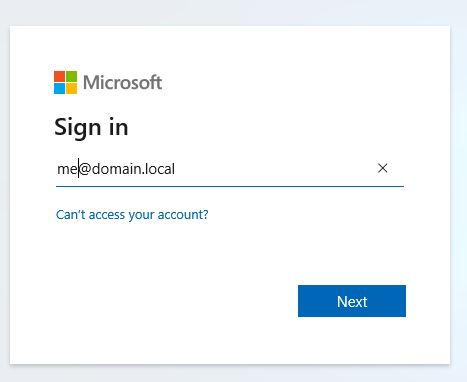 Microsoft
Sign in
me@domain.local
Can't access your account?
Next